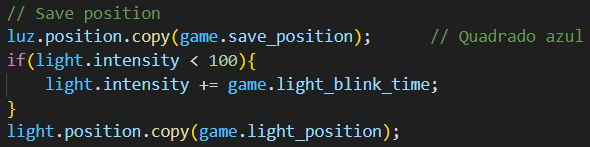 // Save position
luz.position.copy(game.save_position);      // Quadrado azul
if(light.intensity < 100){
    light.intensity += game.light_blink_time;
}
light.position.copy(game.light_position);